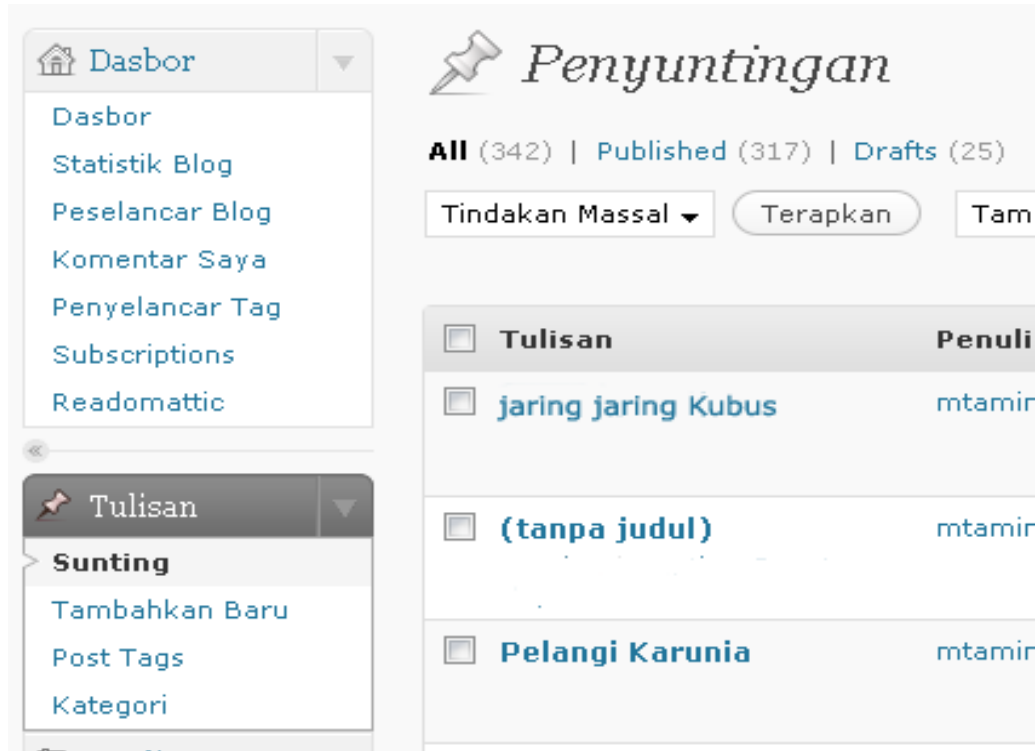 Dasbor
Dasbor
Statistik Blog
Peselancar Blog
Komentar Saya
Penyelancar Tag
Subscriptions
Readomattic
Tulisan
Sunting
Tambahkan Baru
Post Tags
Kategori
Penyuntingan
All (342) | Published (317) | Drafts (25)
Tindakan Massal Terapkan Tam
Tulisan Penuli
jaring jaring Kubus mtamin
(tanpa judul) mtamin
Pelangi Karunia mtamin